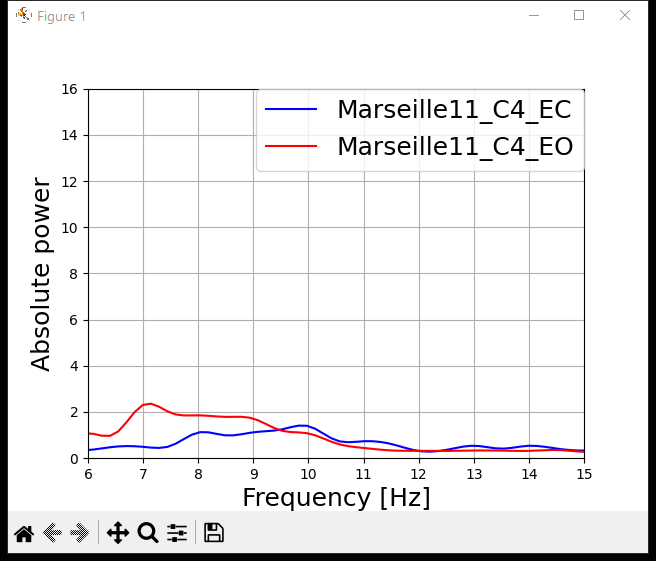 Figure 1
Marseille11_C4_EC
Marseille11_C4_EO
Absolute power
16
14
12
10
8
6
4
2
0
6 7 8 9 10 11 12 13 14 15
Frequency [Hz]